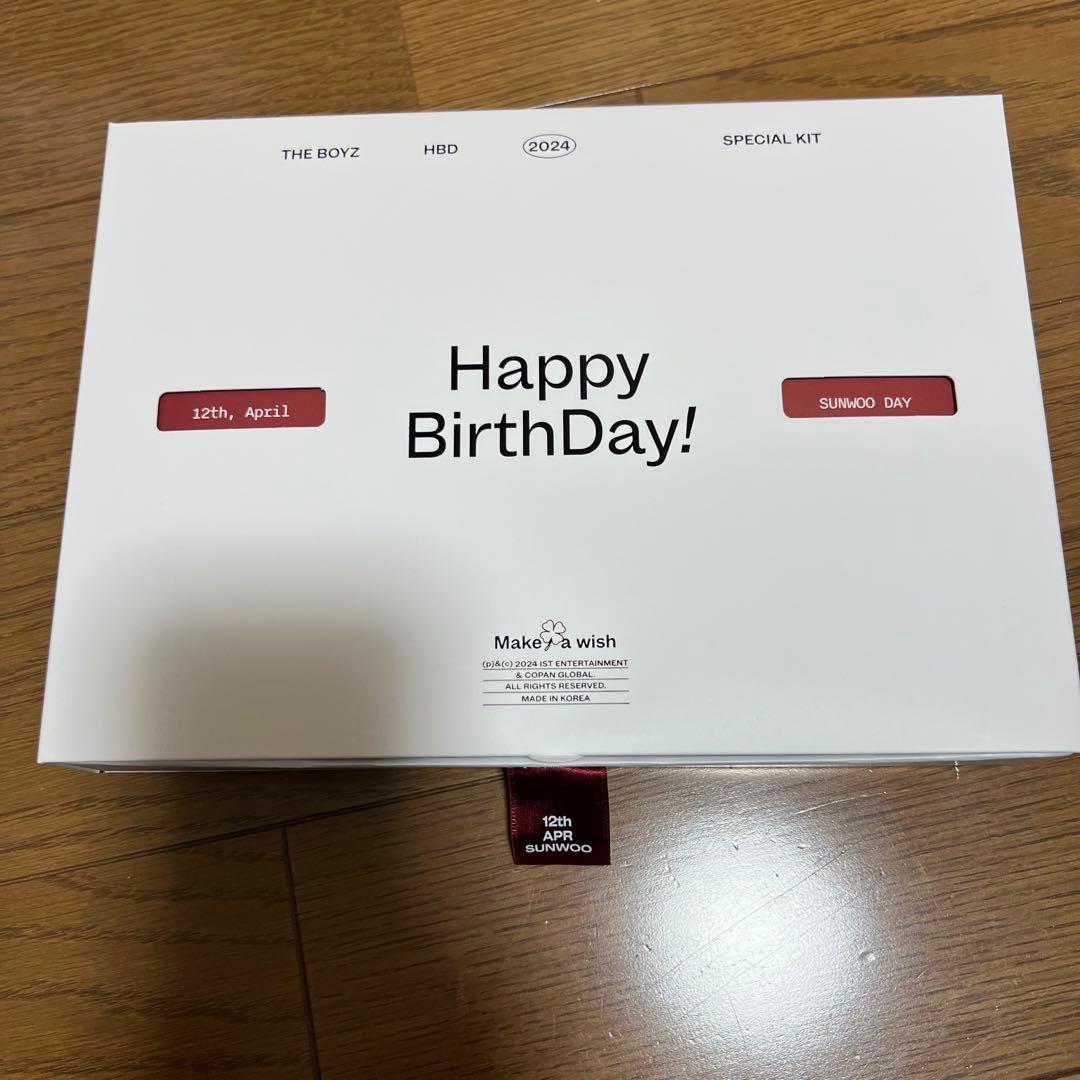 THE BOYZ HBD 2024 SPECIAL KIT
Happy
BirthDay!
12th, April
SUNWOO DAY
Make a wish
(p)&(c) 2024 IST ENTERTAINMENT
& COPAN GLOBAL.
ALL RIGHTS RESERVED.
MADE IN KOREA
12th
APR
SUNWOO